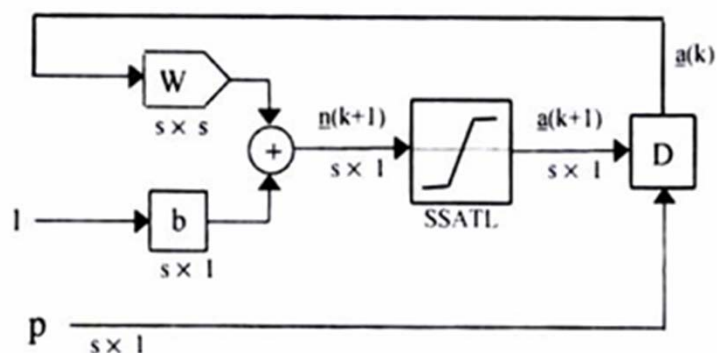 a(k)
W
s × s
n(k+1)
s × 1
a(k+1)
s × 1
+
D
1
b
s × 1
SSATL
p
s × 1